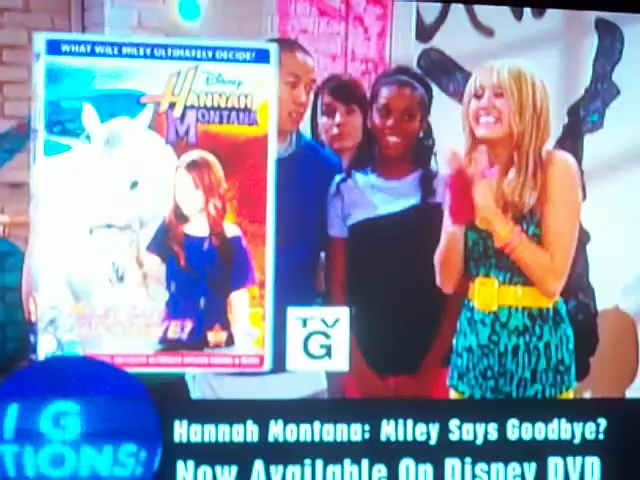 WHAT WILL MILEY ULTIMATELY DECIDE?
Disney
HANNAH
MONTANA
GOODBYE?
TV
G
I G
TIONS:
Hannah Montana: Miley Says Goodbye?
Now Available On Disney DVD